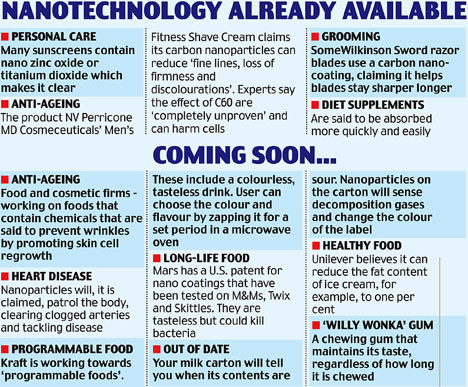 NANOTECHNOLOGY ALREADY AVAILABLE
■ PERSONAL CARE
Many sunscreens contain
nano zinc oxide or
titanium dioxide which
makes it clear
■ ANTI-AGEING
The product NV Perricone
MD Cosmeceuticals' Men's
Fitness Shave Cream claims
its carbon nanoparticles can
reduce 'fine lines, loss of
firmness and
discolourations'. Experts say
the effect of C60 are
'completely unproven' and
can harm cells
■ GROOMING
SomeWilkinson Sword razor
blades use a carbon nano-
coating, claiming it helps
blades stay sharper longer
■ DIET SUPPLEMENTS
Are said to be absorbed
more quickly and easily
COMING SOON...
■ ANTI-AGEING
Food and cosmetic firms -
working on foods that
contain chemicals that are
said to prevent wrinkles
by promoting skin cell
regrowth
■ HEART DISEASE
Nanoparticles will, it is
claimed, patrol the body,
clearing clogged arteries
and tackling disease
■ PROGRAMMABLE FOOD
Kraft is working towards
'programmable foods'.
These include a colourless,
tasteless drink. User can
choose the colour and
flavour by zapping it for a
set period in a microwave
oven
■ LONG-LIFE FOOD
Mars has a U.S. patent for
nano coatings that have
been tested on M&Ms, Twix
and Skittles. They are
tasteless but could kill
bacteria
■ OUT OF DATE
Your milk carton will tell
you when its contents are
sour. Nanoparticles on
the carton will sense
decomposition gases
and change the colour
of the label
■ HEALTHY FOOD
Unilever believes it can
reduce the fat content
of ice cream, for
example, to one per
cent
■ 'WILLY WONKA' GUM
A chewing gum that
maintains its taste,
regardless of how long
it is chewed